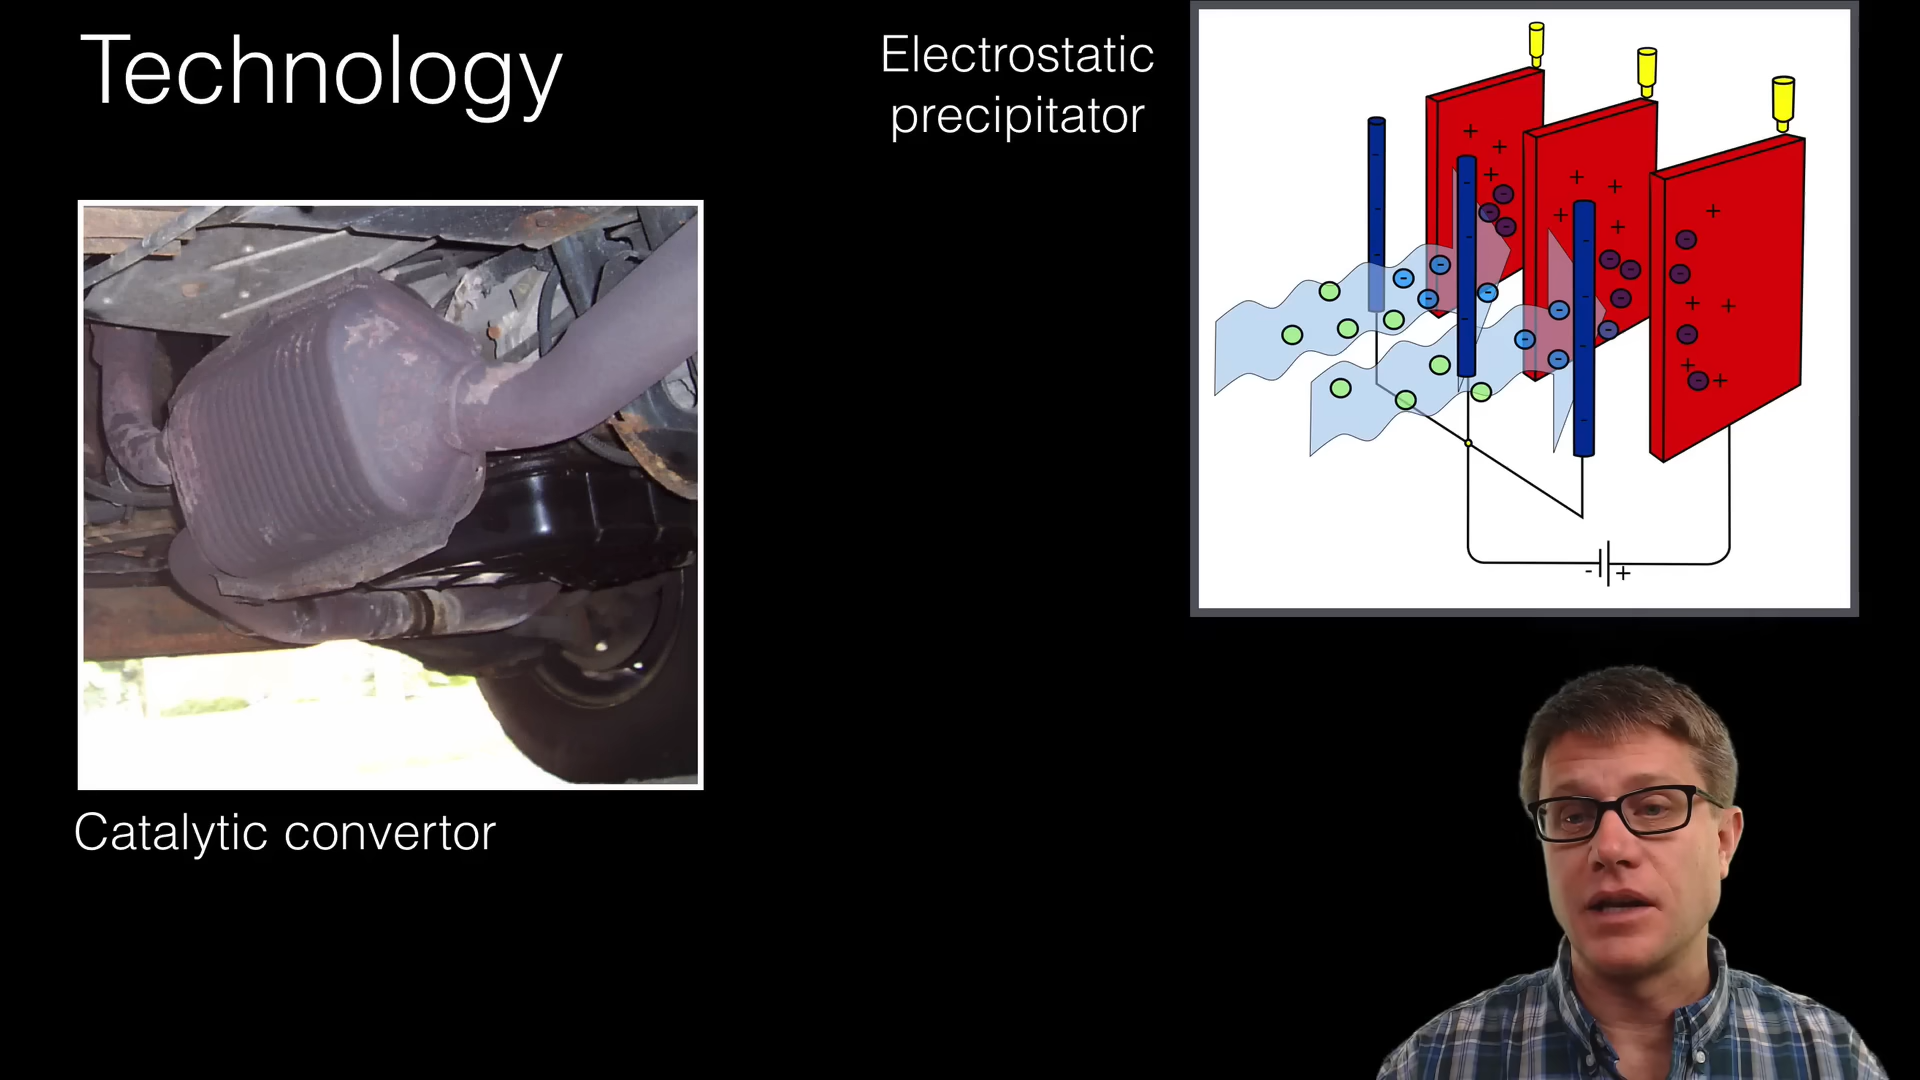 Technology
Electrostatic
precipitator
Catalytic convertor
- +